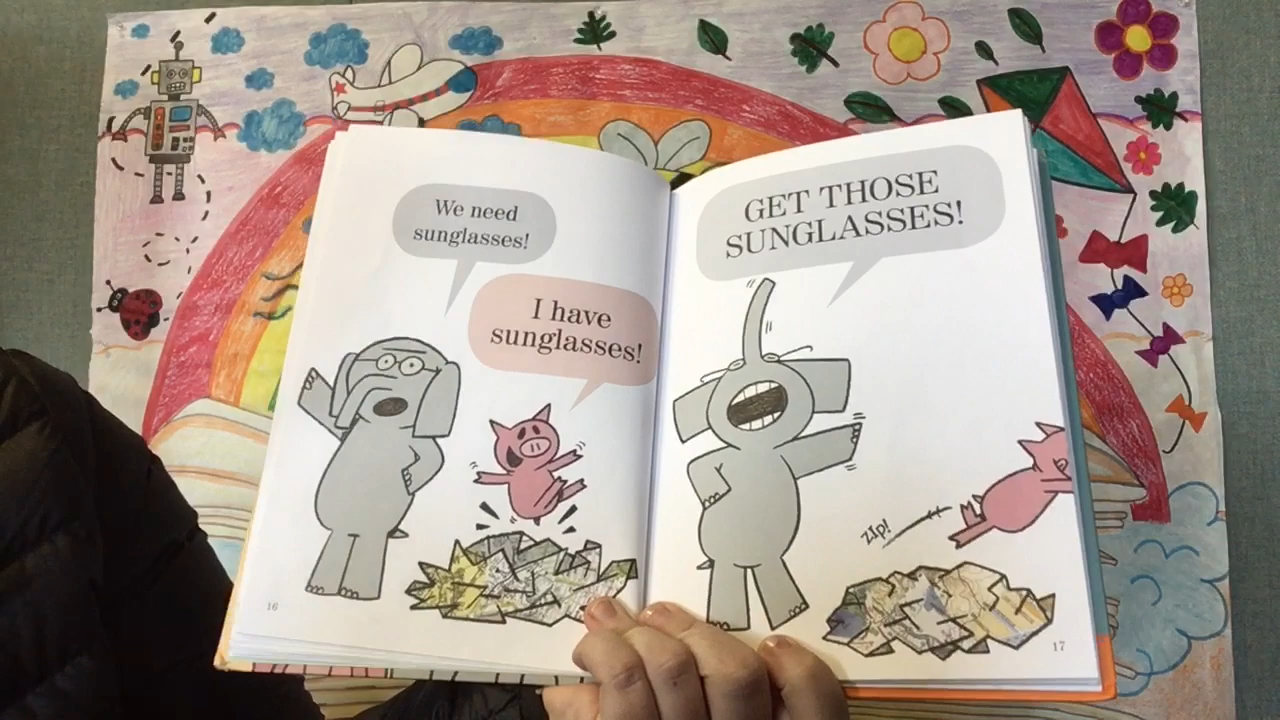 We need
sunglasses!
I have
sunglasses!
16
GET THOSE
SUNGLASSES!
ZIP!
17